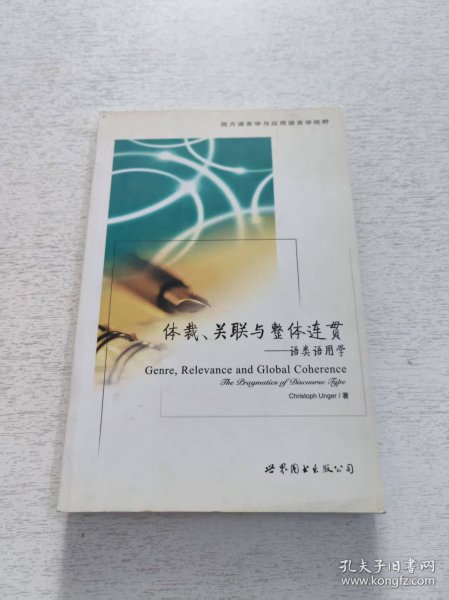 西方语言学与应用语言学视野
体裁、关联与整体连贯
——语类语用学
Genre, Relevance and Global Coherence
The Pragmatics of Discourse Type
Christoph Unger / 著
世界图书出版公司
孔夫子旧书网
www.kongfz.com